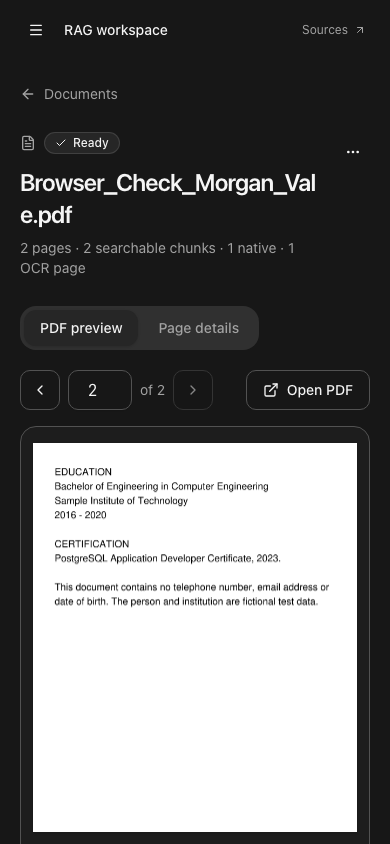 RAG workspace
Sources
Documents
Ready
Browser_Check_Morgan_Val
e.pdf
2 pages · 2 searchable chunks · 1 native · 1
OCR page
PDF preview
Page details
2
of 2
Open PDF
EDUCATION
Bachelor of Engineering in Computer Engineering
Sample Institute of Technology
2016 - 2020
CERTIFICATION
PostgreSQL Application Developer Certificate, 2023.
This document contains no telephone number, email address or
date of birth. The person and institution are fictional test data.